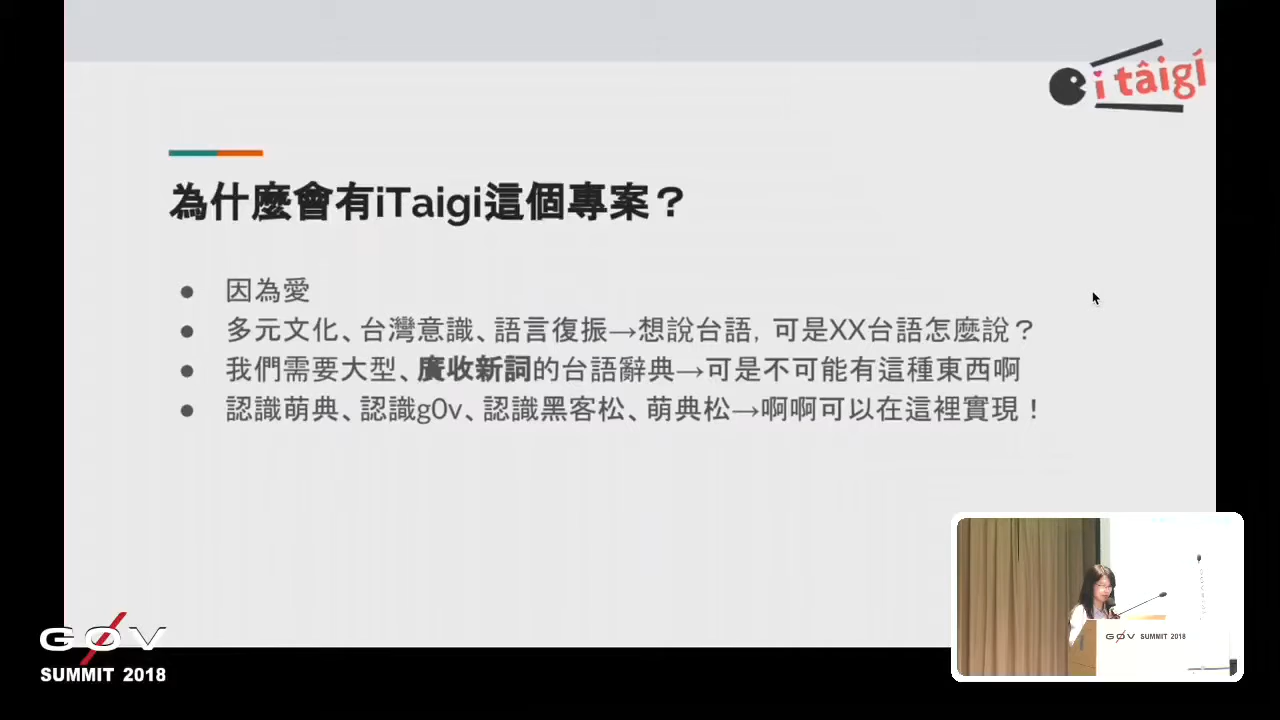 i tâigí
為什麼會有iTaigi這個專案？
● 因為愛
● 多元文化、台灣意識、語言復振→想說台語，可是XX台語怎麼說？
● 我們需要大型、廣收新詞的台語辭典→可是不可能有這種東西啊
● 認識萌典、認識g0v、認識黑客松、萌典松→啊啊可以在這裡實現！
G0V SUMMIT 2018
G0V
SUMMIT 2018